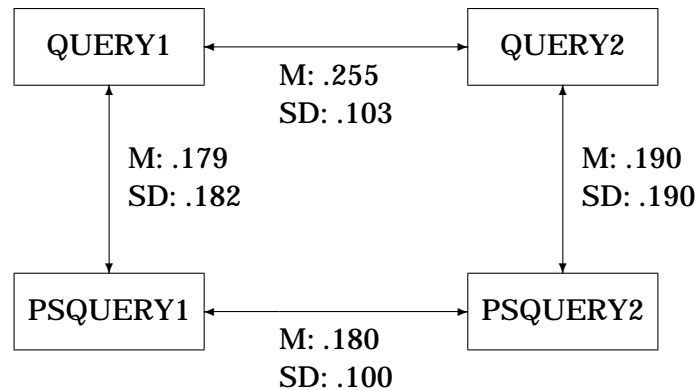 QUERY1
QUERY2
M: .255
SD: .103
M: .179
SD: .182
M: .190
SD: .190
PSQUERY1
PSQUERY2
M: .180
SD: .100